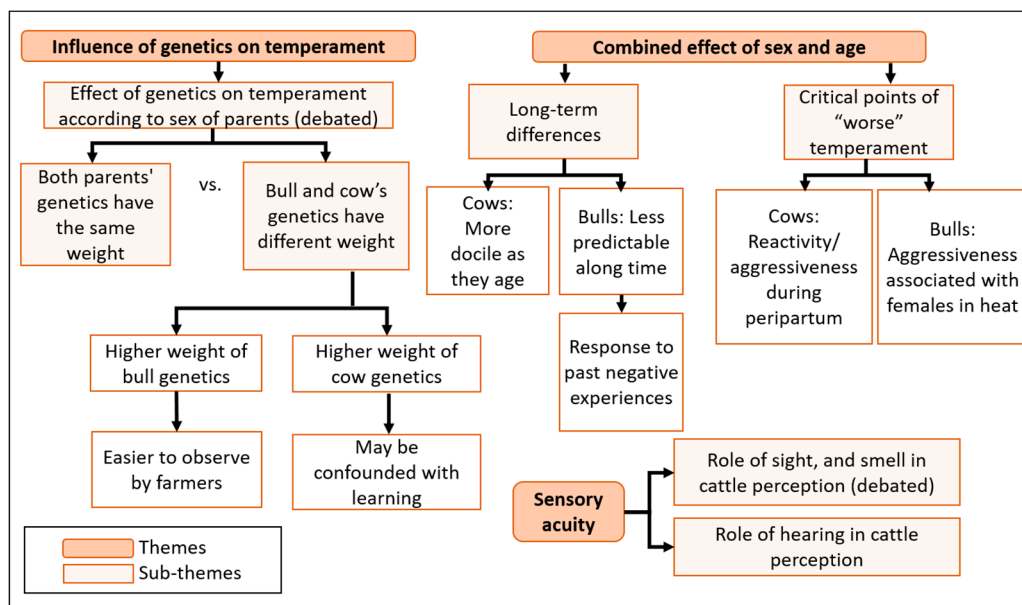 Influence of genetics on temperament
Effect of genetics on temperament
according to sex of parents (debated)
Both parents'
genetics have
the same
weight
vs.
Bull and cow's
genetics have
different weight
Higher weight of
bull genetics
Higher weight of
cow genetics
Easier to observe
by farmers
May be
confounded with
learning
Combined effect of sex and age
Long-term
differences
Critical points of
“worse”
temperament
Cows:
More
docile as
they age
Bulls: Less
predictable
along time
Cows:
Reactivity/
aggressiveness
during
peripartum
Bulls:
Aggressiveness
associated with
females in heat
Response to
past negative
experiences
Sensory
acuity
Role of sight, and smell in
cattle perception (debated)
Role of hearing in cattle
perception
Themes
Sub-themes